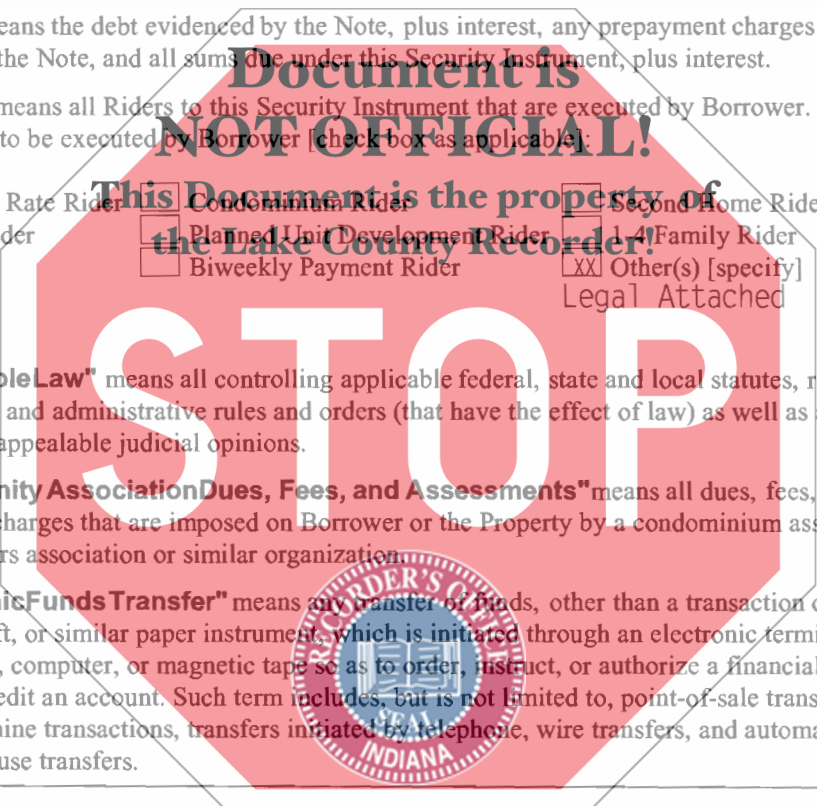 eans the debt evidenced by the Note, plus interest, any prepayment charges
the Note, and all sums due under this Security Instrument, plus interest.
Document is
means all Riders to this Security Instrument that are executed by Borrower.
to be executed by Borrower [check box as applicable]:
NOT OFFICIAL!
This Document is the property of
Rate Rider Condominium Rider Second Home Ride
der Planned Unit Development Rider 1-4 Family Rider
the Lake County Recorder!
Biweekly Payment Rider XX Other(s) [specify]
Legal Attached
STOP
ole Law" means all controlling applicable federal, state and local statutes, r
and administrative rules and orders (that have the effect of law) as well as
appealable judicial opinions.
nity Association Dues, Fees, and Assessments" means all dues, fees,
charges that are imposed on Borrower or the Property by a condominium ass
rs association or similar organization.
nic Funds Transfer" means any transfer of funds, other than a transaction
ft, or similar paper instrument, which is initiated through an electronic termi
, computer, or magnetic tape so as to order, instruct, or authorize a financial
edit an account. Such term includes, but is not limited to, point-of-sale trans
nine transactions, transfers initiated by telephone, wire transfers, and automa
use transfers.
RECORDER'S OFFICE
SEAL
INDIANA